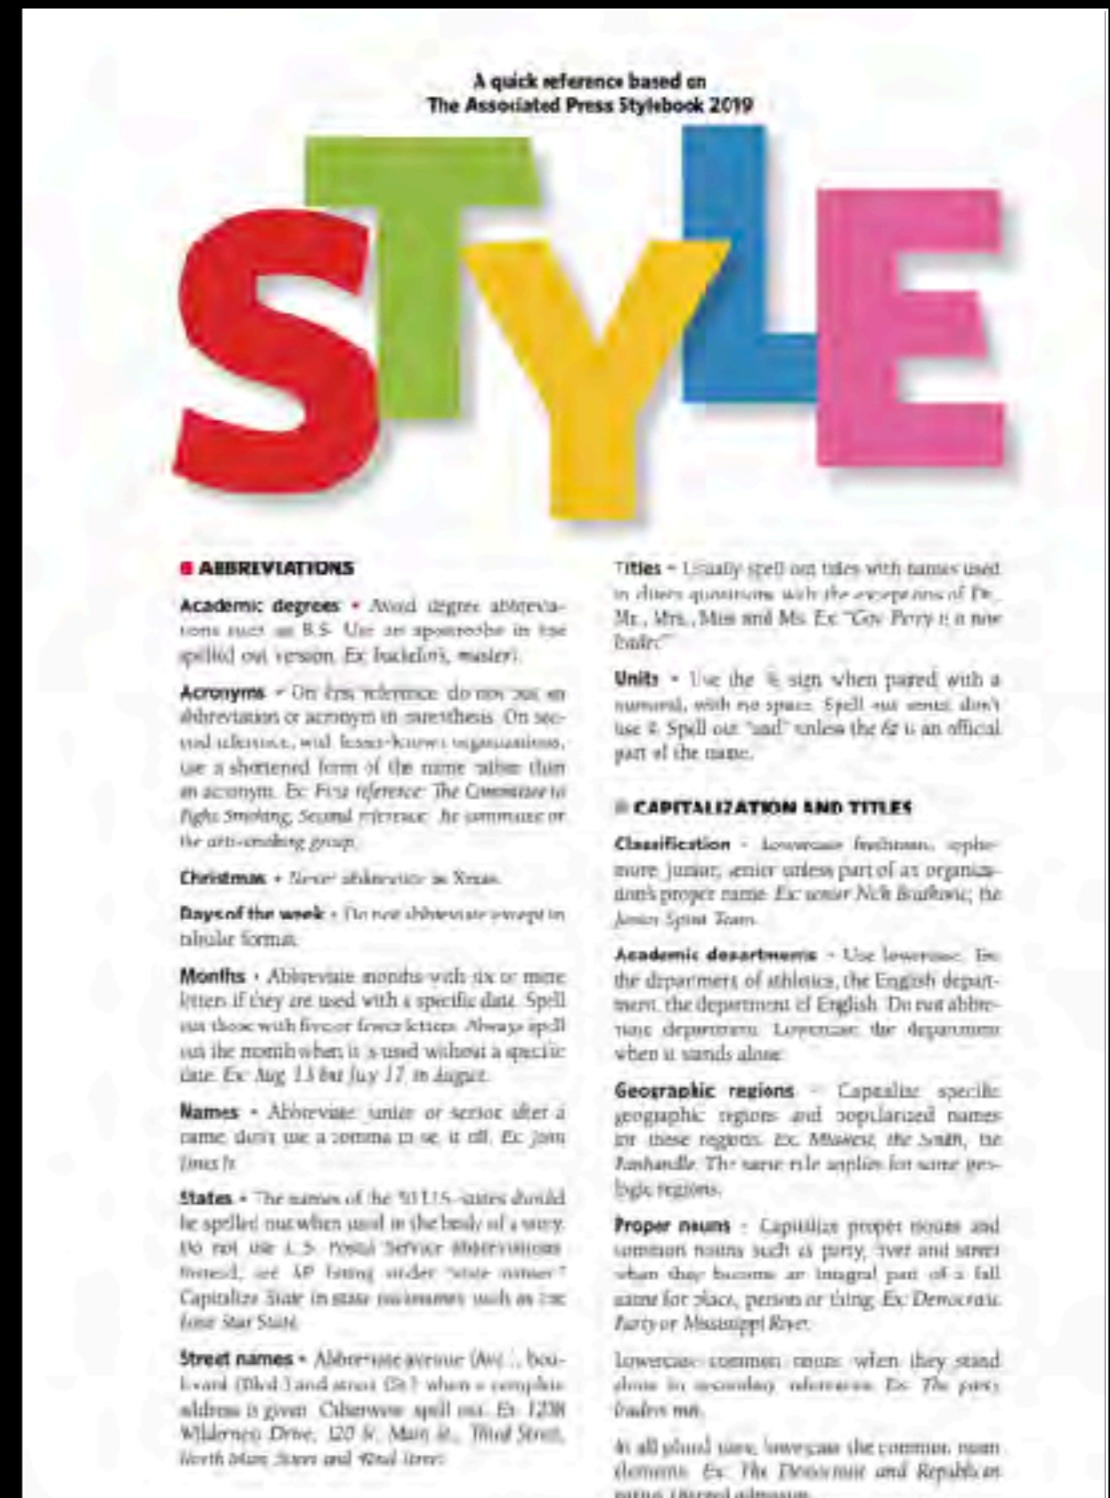 A quick reference based on
The Associated Press Stylebook 2019
STYLE
ABBREVIATIONS
Academic degrees • Avoid degree abbrevia-
tions such as B.S. Use an apostrophe in the
spelled out version. Ex: bachelor's, master's.
Acronyms • On first reference, do not put an
abbreviation or acronym in parenthesis. On sec-
ond reference, with lesser-known organizations,
use a shortened form of the name rather than
an acronym. Ex: First reference: The Committee to
Fight Smoking; Second reference: the committee or
the anti-smoking group.
Christmas • Never abbreviate as Xmas.
Days of the week • Do not abbreviate except in
tabular format.
Months • Abbreviate months with six or more
letters if they are used with a specific date. Spell
out those with five or fewer letters. Always spell
out the month when it is used without a specific
date. Ex: Aug. 13 but July 17, in August.
Names • Abbreviate junior or senior after a
name; don't use a comma to set it off. Ex: John
Jones Jr.
States • The names of the 50 U.S. states should
be spelled out when used in the body of a story.
Do not use U.S. Postal Service abbreviations.
Instead, see AP listing under "state names."
Capitalize State in state nicknames such as the
Lone Star State.
Street names • Abbreviate avenue (Ave.), bou-
levard (Blvd.) and street (St.) when a complete
address is given. Otherwise spell out. Ex: 1238
Wilderness Drive, 120 N. Main St., Third Street,
North Main Street and 42nd Street.
Titles • Usually spell out titles with names used
in direct quotations with the exceptions of Dr.,
Mr., Mrs., Miss and Ms. Ex: "Gov. Perry is a new
leader."
Units • Use the % sign when paired with a
numeral, with no space. Spell out cents; don't
use ¢. Spell out "and" unless the & is an official
part of the name.
CAPITALIZATION AND TITLES
Classification • Lowercase freshman, sopho-
more, junior, senior unless part of an organiza-
tion's proper name. Ex: senior Nick the
Junior Spirit Team.
Academic departments • Use lowercase. Ex:
the department of athletics, the English depart-
ment, the department of English. Do not abbre-
viate department. Lowercase the department
when it stands alone.
Geographic regions • Capitalize specific
geographic regions and popularized names
for those regions. Ex: Midwest, the South, the
Panhandle. The same rule applies for some geo-
logic regions.
Proper nouns • Capitalize proper nouns and
common nouns such as party, river and street
when they become an integral part of a full
name for place, person or thing. Ex: Democratic
Party or Mississippi River.
Lowercase common nouns when they stand
alone in secondary references. Ex: The party
leaders met.
In all plural uses, lowercase the common noun
elements. Ex: The Democratic and Republican